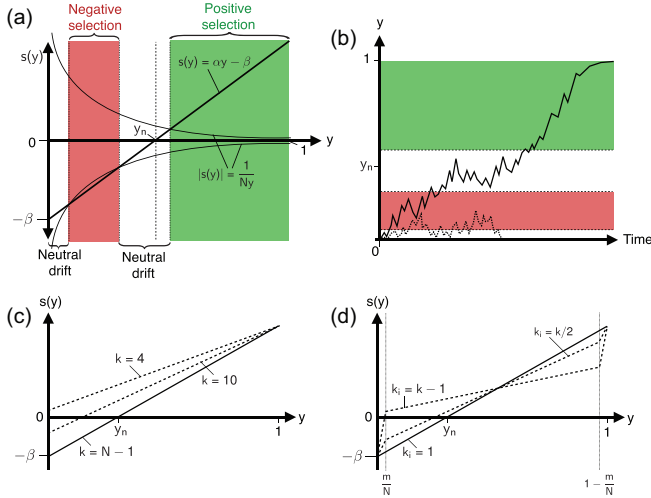 (a)
Negative
selection
Positive
selection
s(y)
s(y) = αy − β
y_n
0
y
1
|s(y)| = 1/Ny
−β
Neutral
drift
Neutral
drift
(b)
y
1
y_n
0
Time
(c)
s(y)
k = 4
k = 10
0
y_n
y
1
k = N − 1
−β
(d)
s(y)
k_i = k/2
k_i = k − 1
0
y_n
y
1
k_i = 1
−β
m/N
1 − m/N